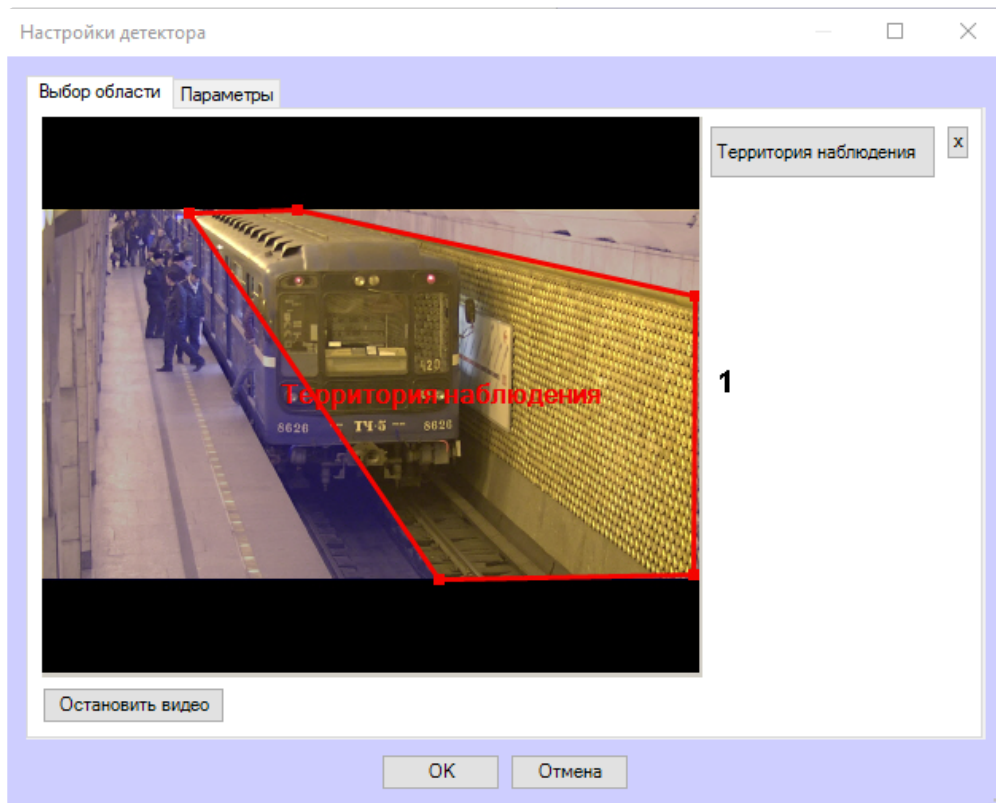 Настройки детектора
Выбор области Параметры
Территория наблюдения x
420
Территория наблюдения
8626 -- ТЧ-5 -- 8626
1
Остановить видео
OK Отмена